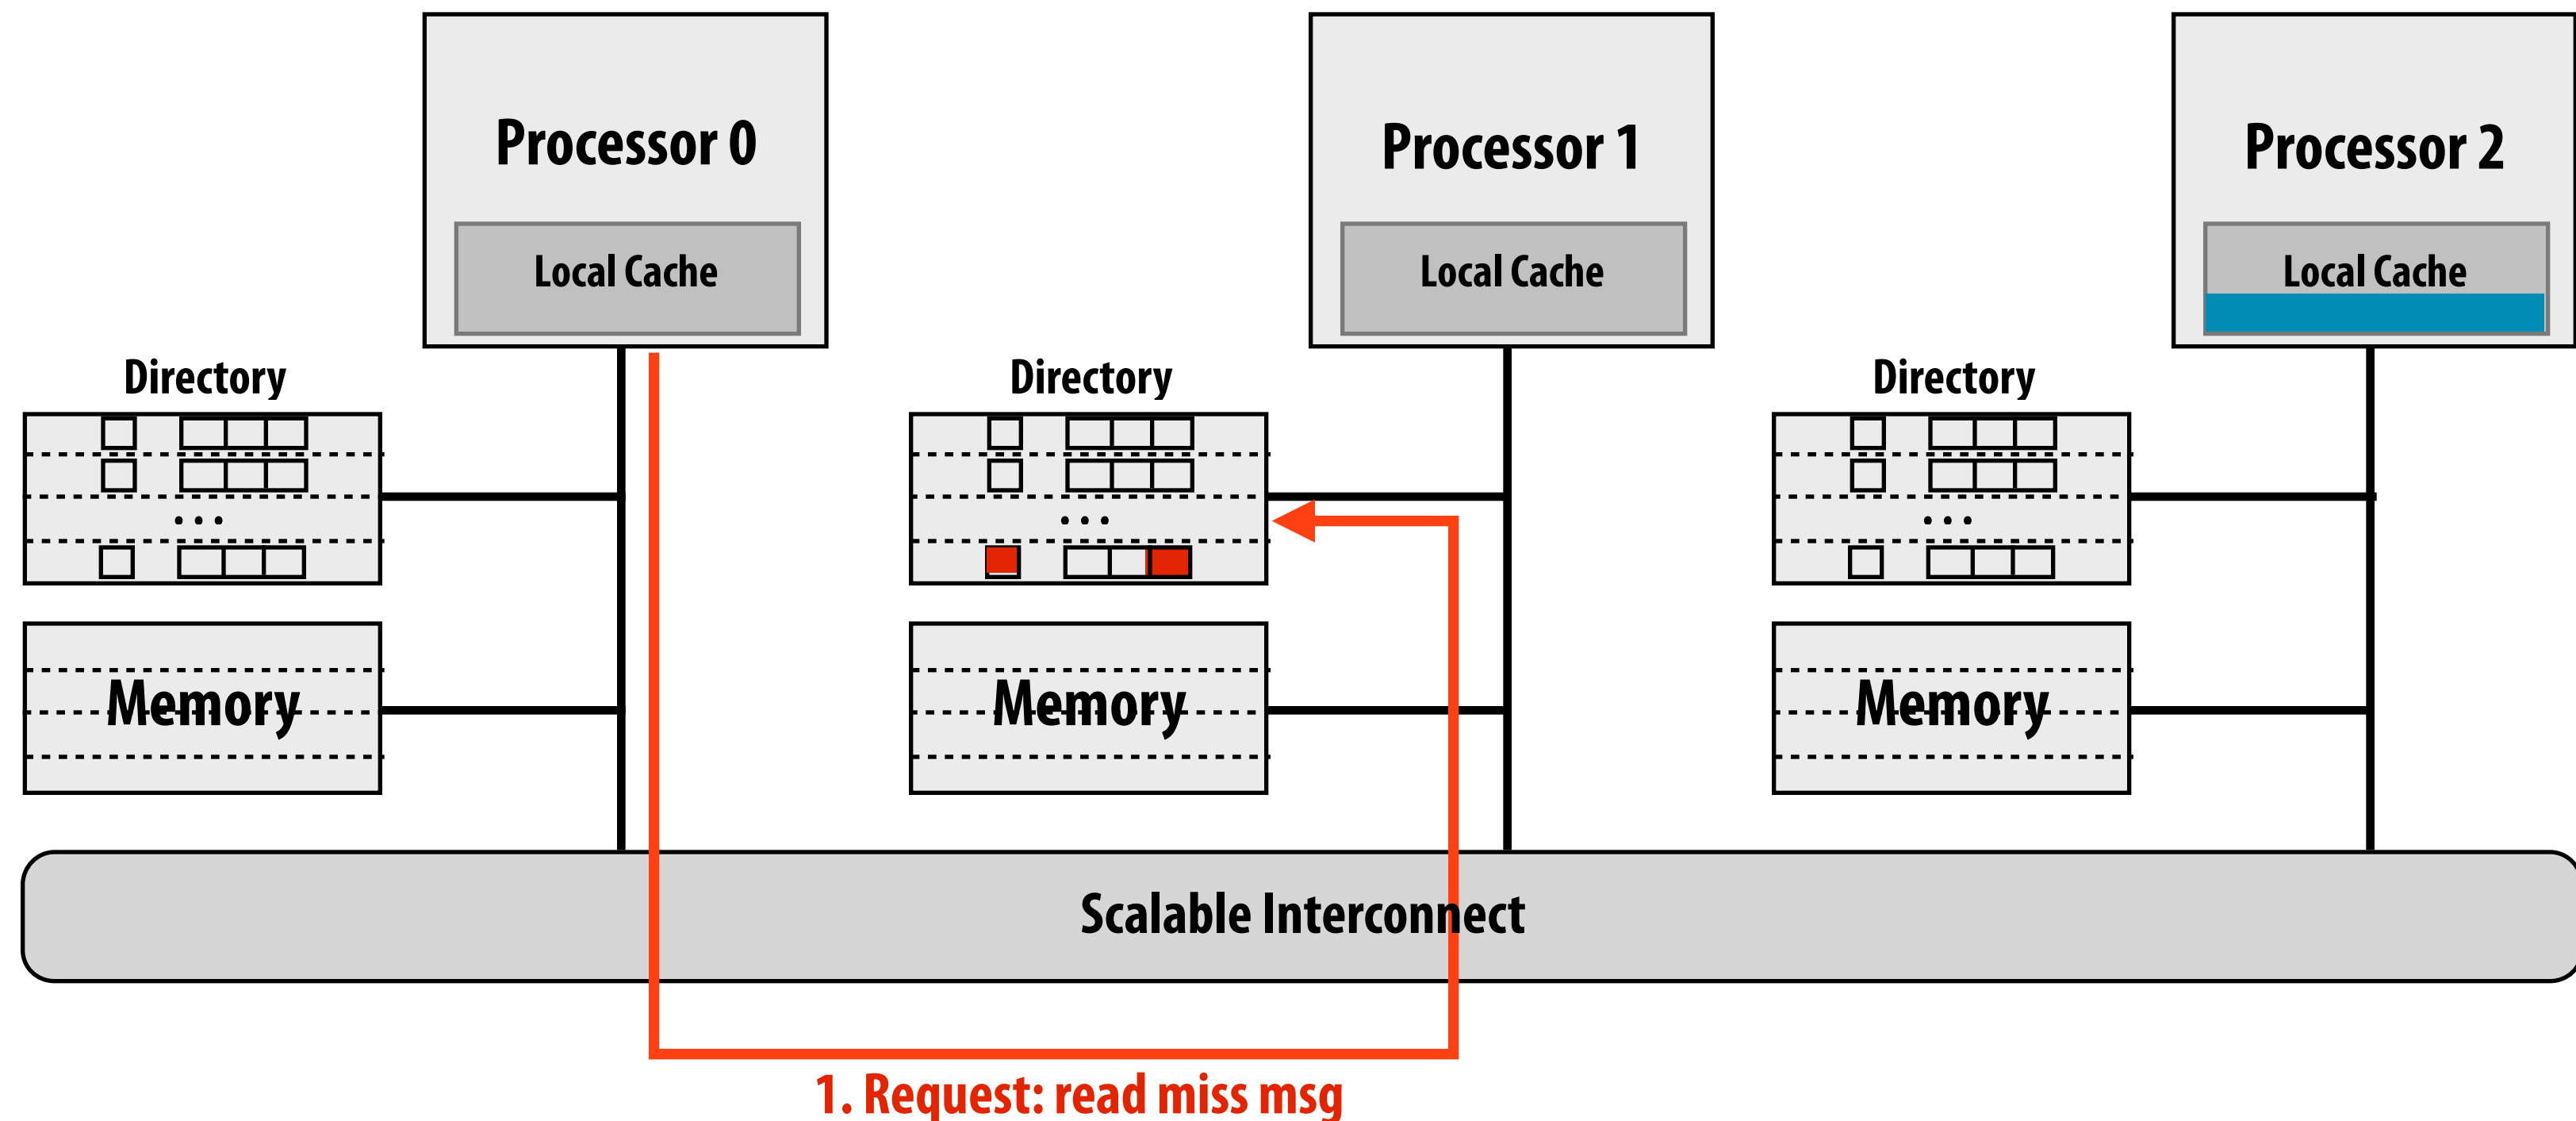 Processor 0
Processor 1
Processor 2
Local Cache
Local Cache
Local Cache
Directory
Directory
Directory
...
...
...
Memory
Memory
Memory
Scalable Interconnect
1. Request: read miss msg